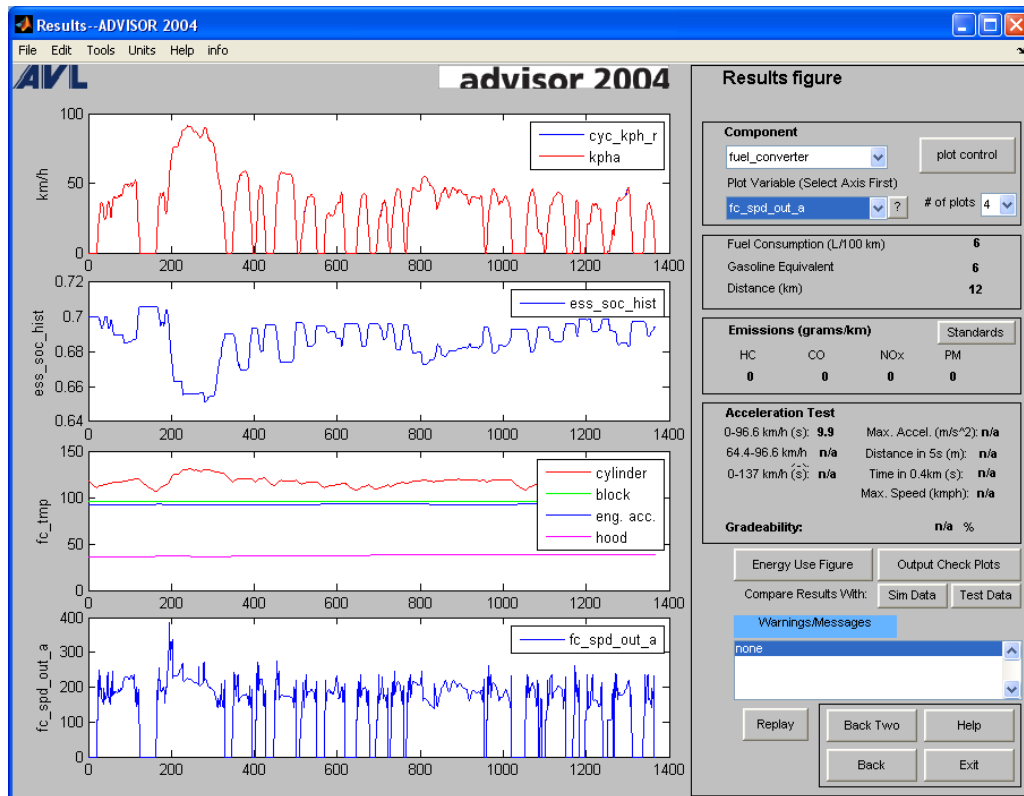 Results--ADVISOR 2004
File Edit Tools Units Help info
AVL
advisor 2004
100
50
0
km/h
cyc_kph_r
kpha
0 200 400 600 800 1000 1200 1400
0.72
0.7
0.68
0.66
0.64
ess_soc_hist
ess_soc_hist
0 200 400 600 800 1000 1200 1400
150
100
50
0
fc_tmp
cylinder
block
eng. acc.
hood
0 200 400 600 800 1000 1200 1400
400
300
200
100
0
fc_spd_out_a
fc_spd_out_a
0 200 400 600 800 1000 1200 1400
Results figure
Component
fuel_converter
plot control
Plot Variable (Select Axis First)
fc_spd_out_a ? # of plots 4
Fuel Consumption (L/100 km) 6
Gasoline Equivalent 6
Distance (km) 12
Emissions (grams/km) Standards
HC CO NOx PM
0 0 0 0
Acceleration Test
0-96.6 km/h (s): 9.9 Max. Accel. (m/s^2): n/a
64.4-96.6 km/h n/a Distance in 5s (m): n/a
0-137 km/h (s): n/a Time in 0.4km (s): n/a
Max. Speed (kmph): n/a
Gradeability: n/a %
Energy Use Figure Output Check Plots
Compare Results With: Sim Data Test Data
Warnings/Messages
none
Replay Back Two Help
Back Exit